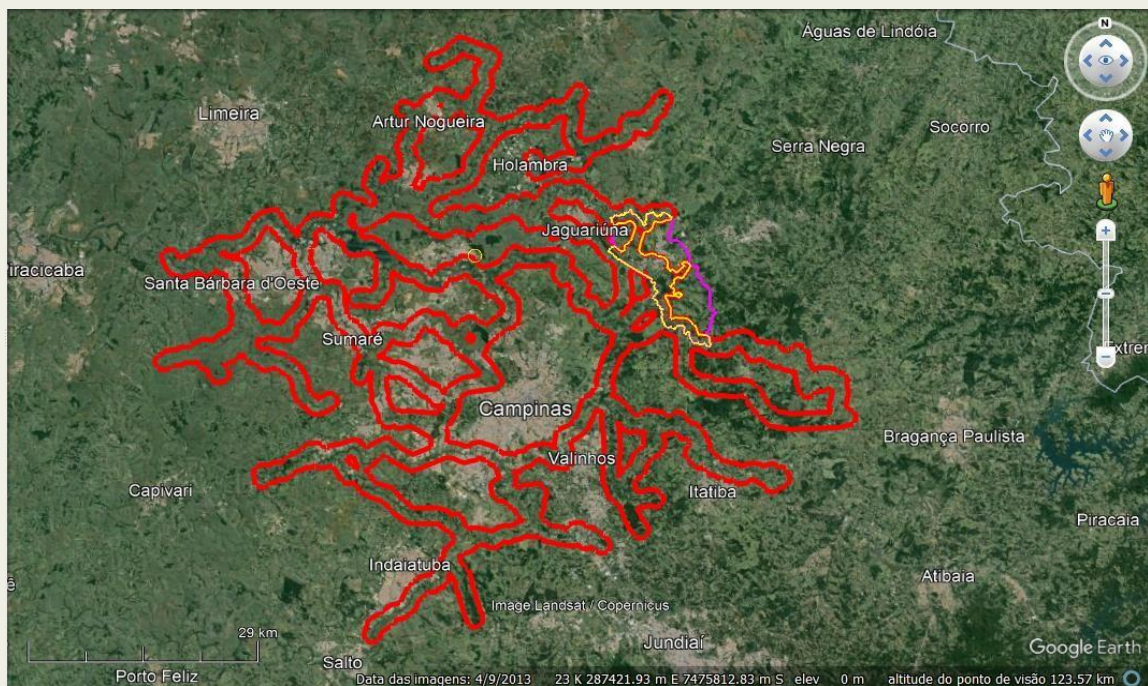 Águas de Lindóia
N
Limeira
Artur Nogueira
Socorro
Serra Negra
Holambra
Jaguariúna
Santa Bárbara d'Oeste
Sumaré
Campinas
Bragança Paulista
Valinhos
Itatiba
Capivari
Piracaia
Indaiatuba
Atibaia
Image Landsat / Copernicus
29 km
Jundiaí
Google Earth
Salto
Porto Feliz
Data das imagens: 4/9/2013 23 K 287421.93 m E 7475812.83 m S elev 0 m altitude do ponto de visão 123.57 km